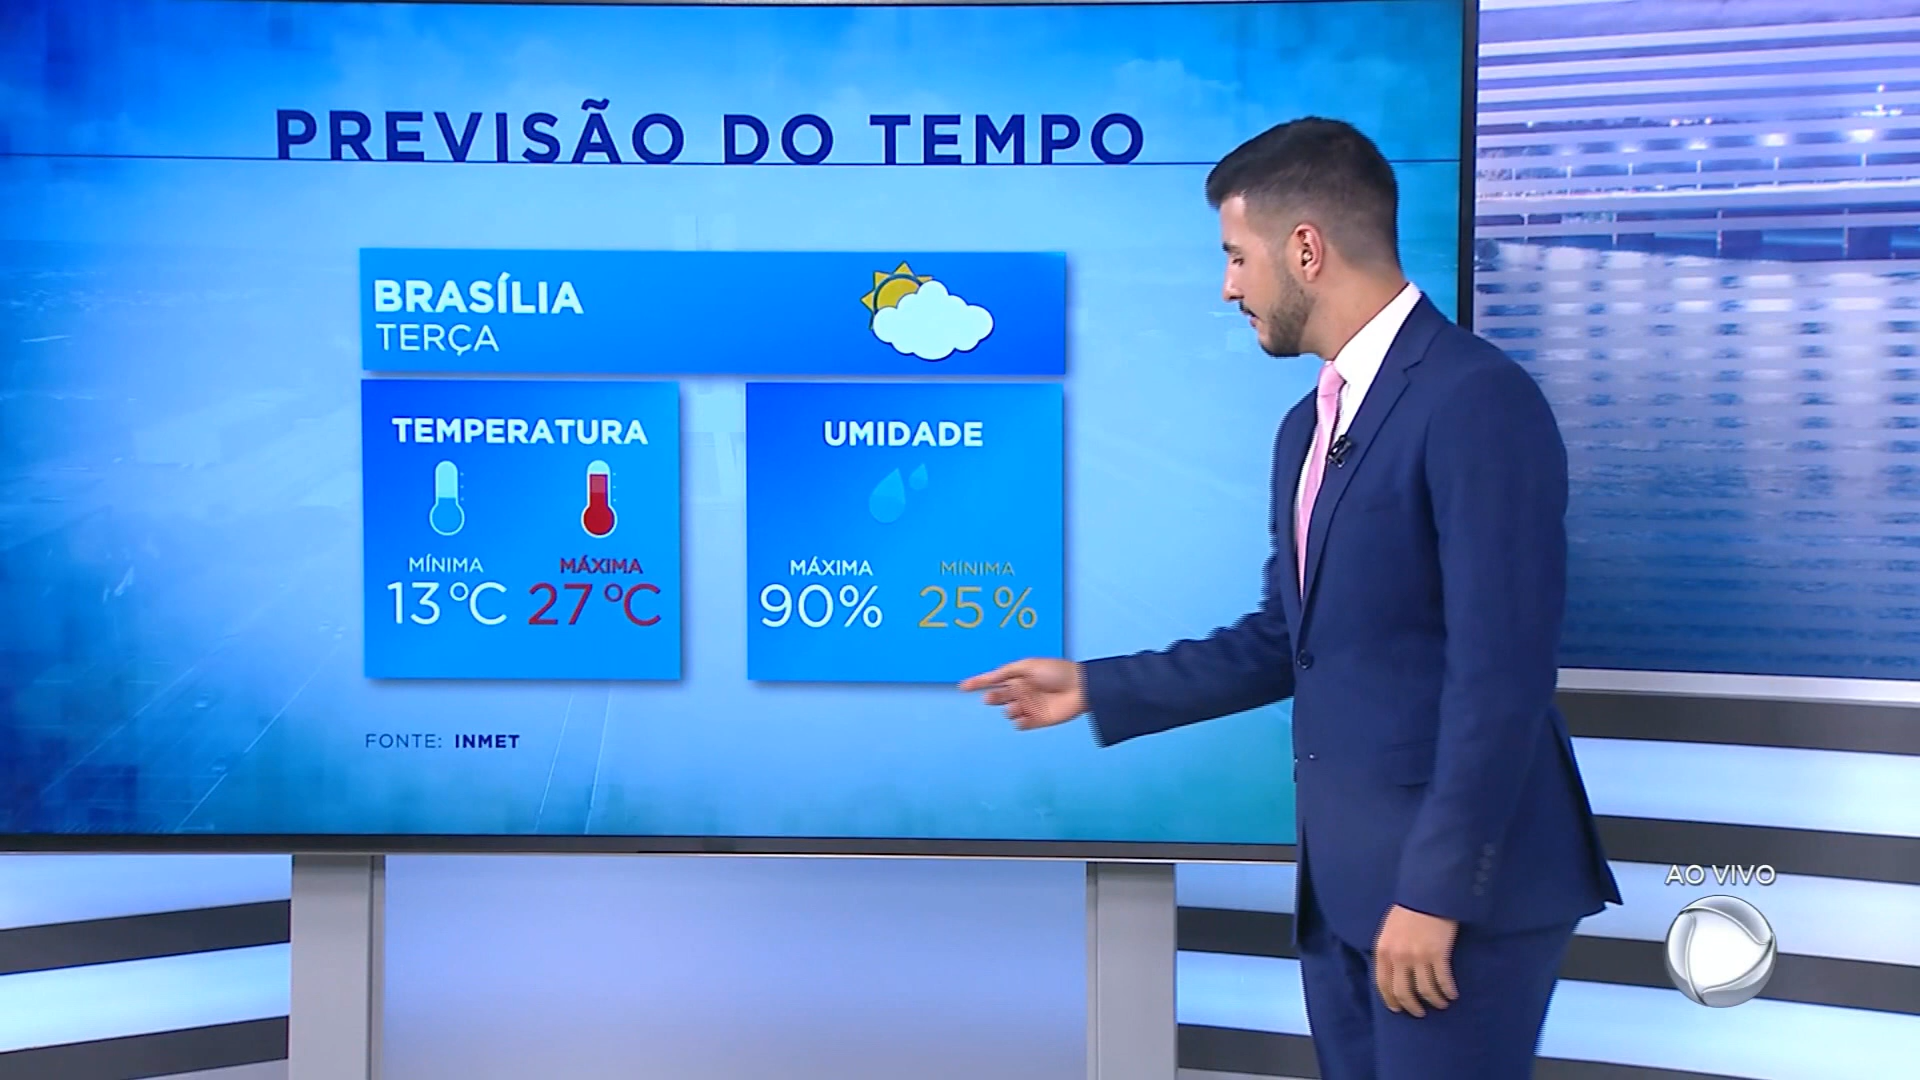 PREVISÃO DO TEMPO
BRASÍLIA
TERÇA
TEMPERATURA
MÍNIMA MÁXIMA
13°C 27°C
UMIDADE
MÁXIMA MÍNIMA
90% 25%
FONTE: INMET
AO VIVO